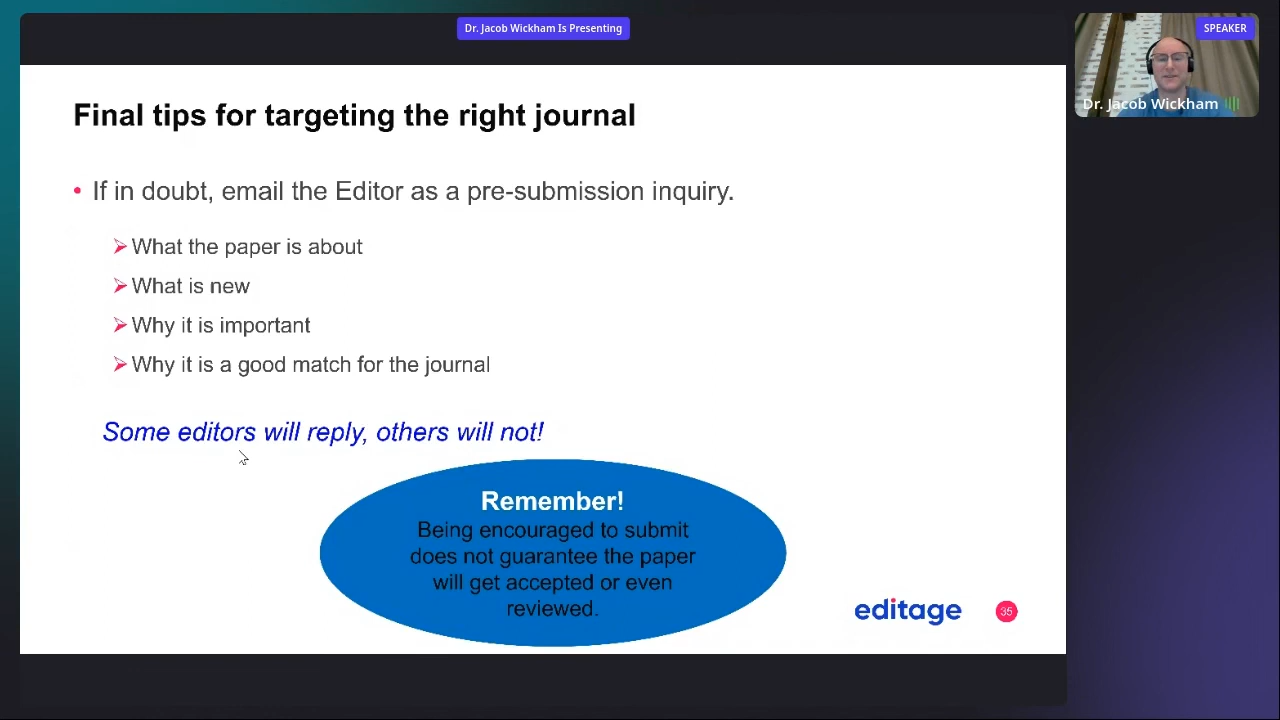 Dr. Jacob Wickham Is Presenting
SPEAKER
Dr. Jacob Wickham
Final tips for targeting the right journal
• If in doubt, email the Editor as a pre-submission inquiry.
➢ What the paper is about
➢ What is new
➢ Why it is important
➢ Why it is a good match for the journal
Some editors will reply, others will not!
Remember!
Being encouraged to submit
does not guarantee the paper
will get accepted or even
reviewed.
editage
35